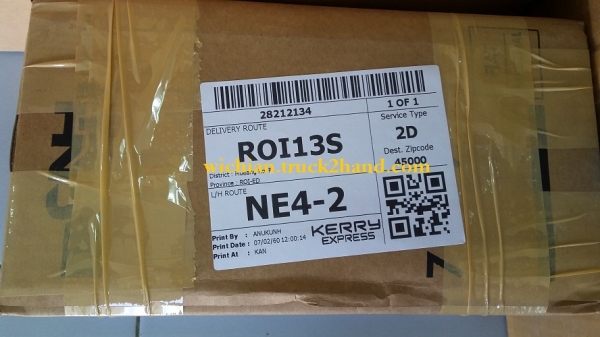 28212134
1 OF 1
DELIVERY ROUTE
Service Type
ROI13S
2D
Dest. Zipcode
45000
wichian.truck2hand.com
District :
Province : ROI-ED
L/H ROUTE
NE4-2
Print By : ANUKUNH
Print Date : 07/02/60 12:00:14
Print At : KAN
KERRY
EXPRESS